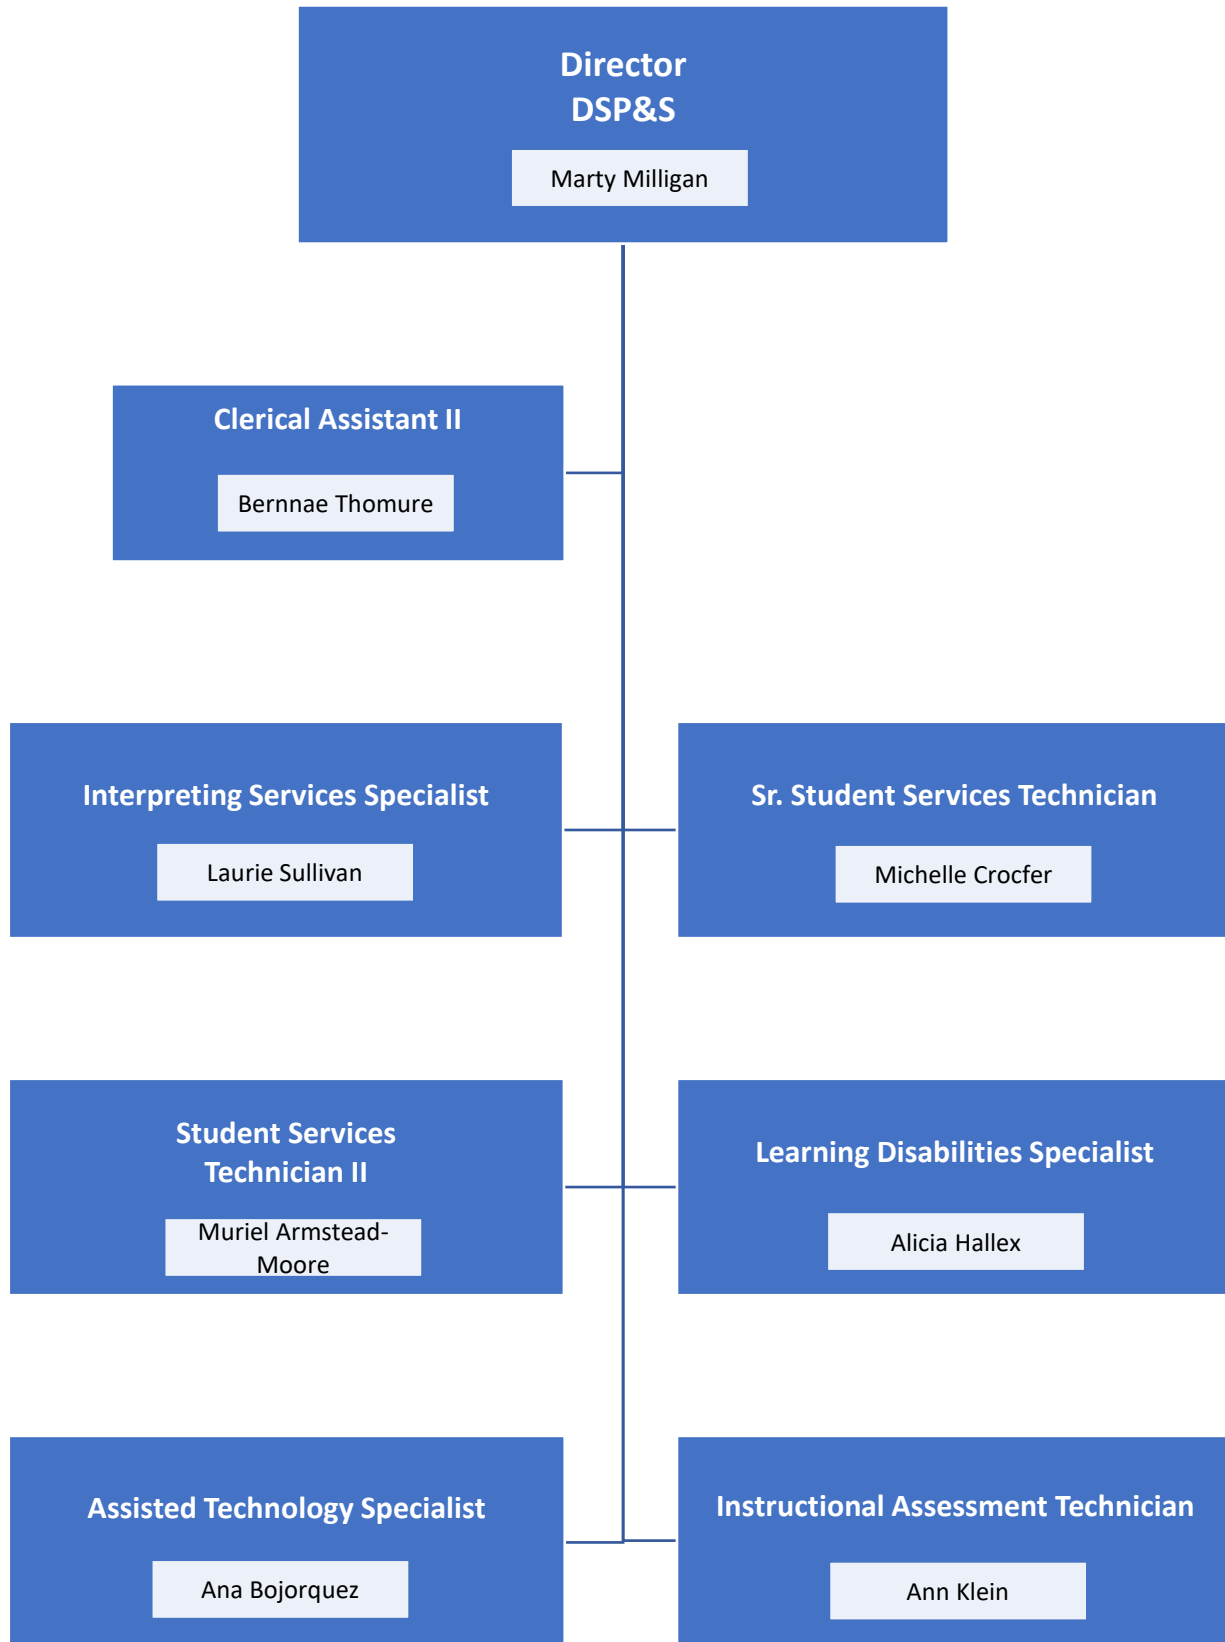 Director
DSP&S
Marty Milligan
Clerical Assistant II
Bernnae Thomure
Interpreting Services Specialist
Laurie Sullivan
Sr. Student Services Technician
Michelle Crocfer
Student Services
Technician II
Muriel Armstead-
Moore
Learning Disabilities Specialist
Alicia Hallex
Assisted Technology Specialist
Ana Bojorquez
Instructional Assessment Technician
Ann Klein